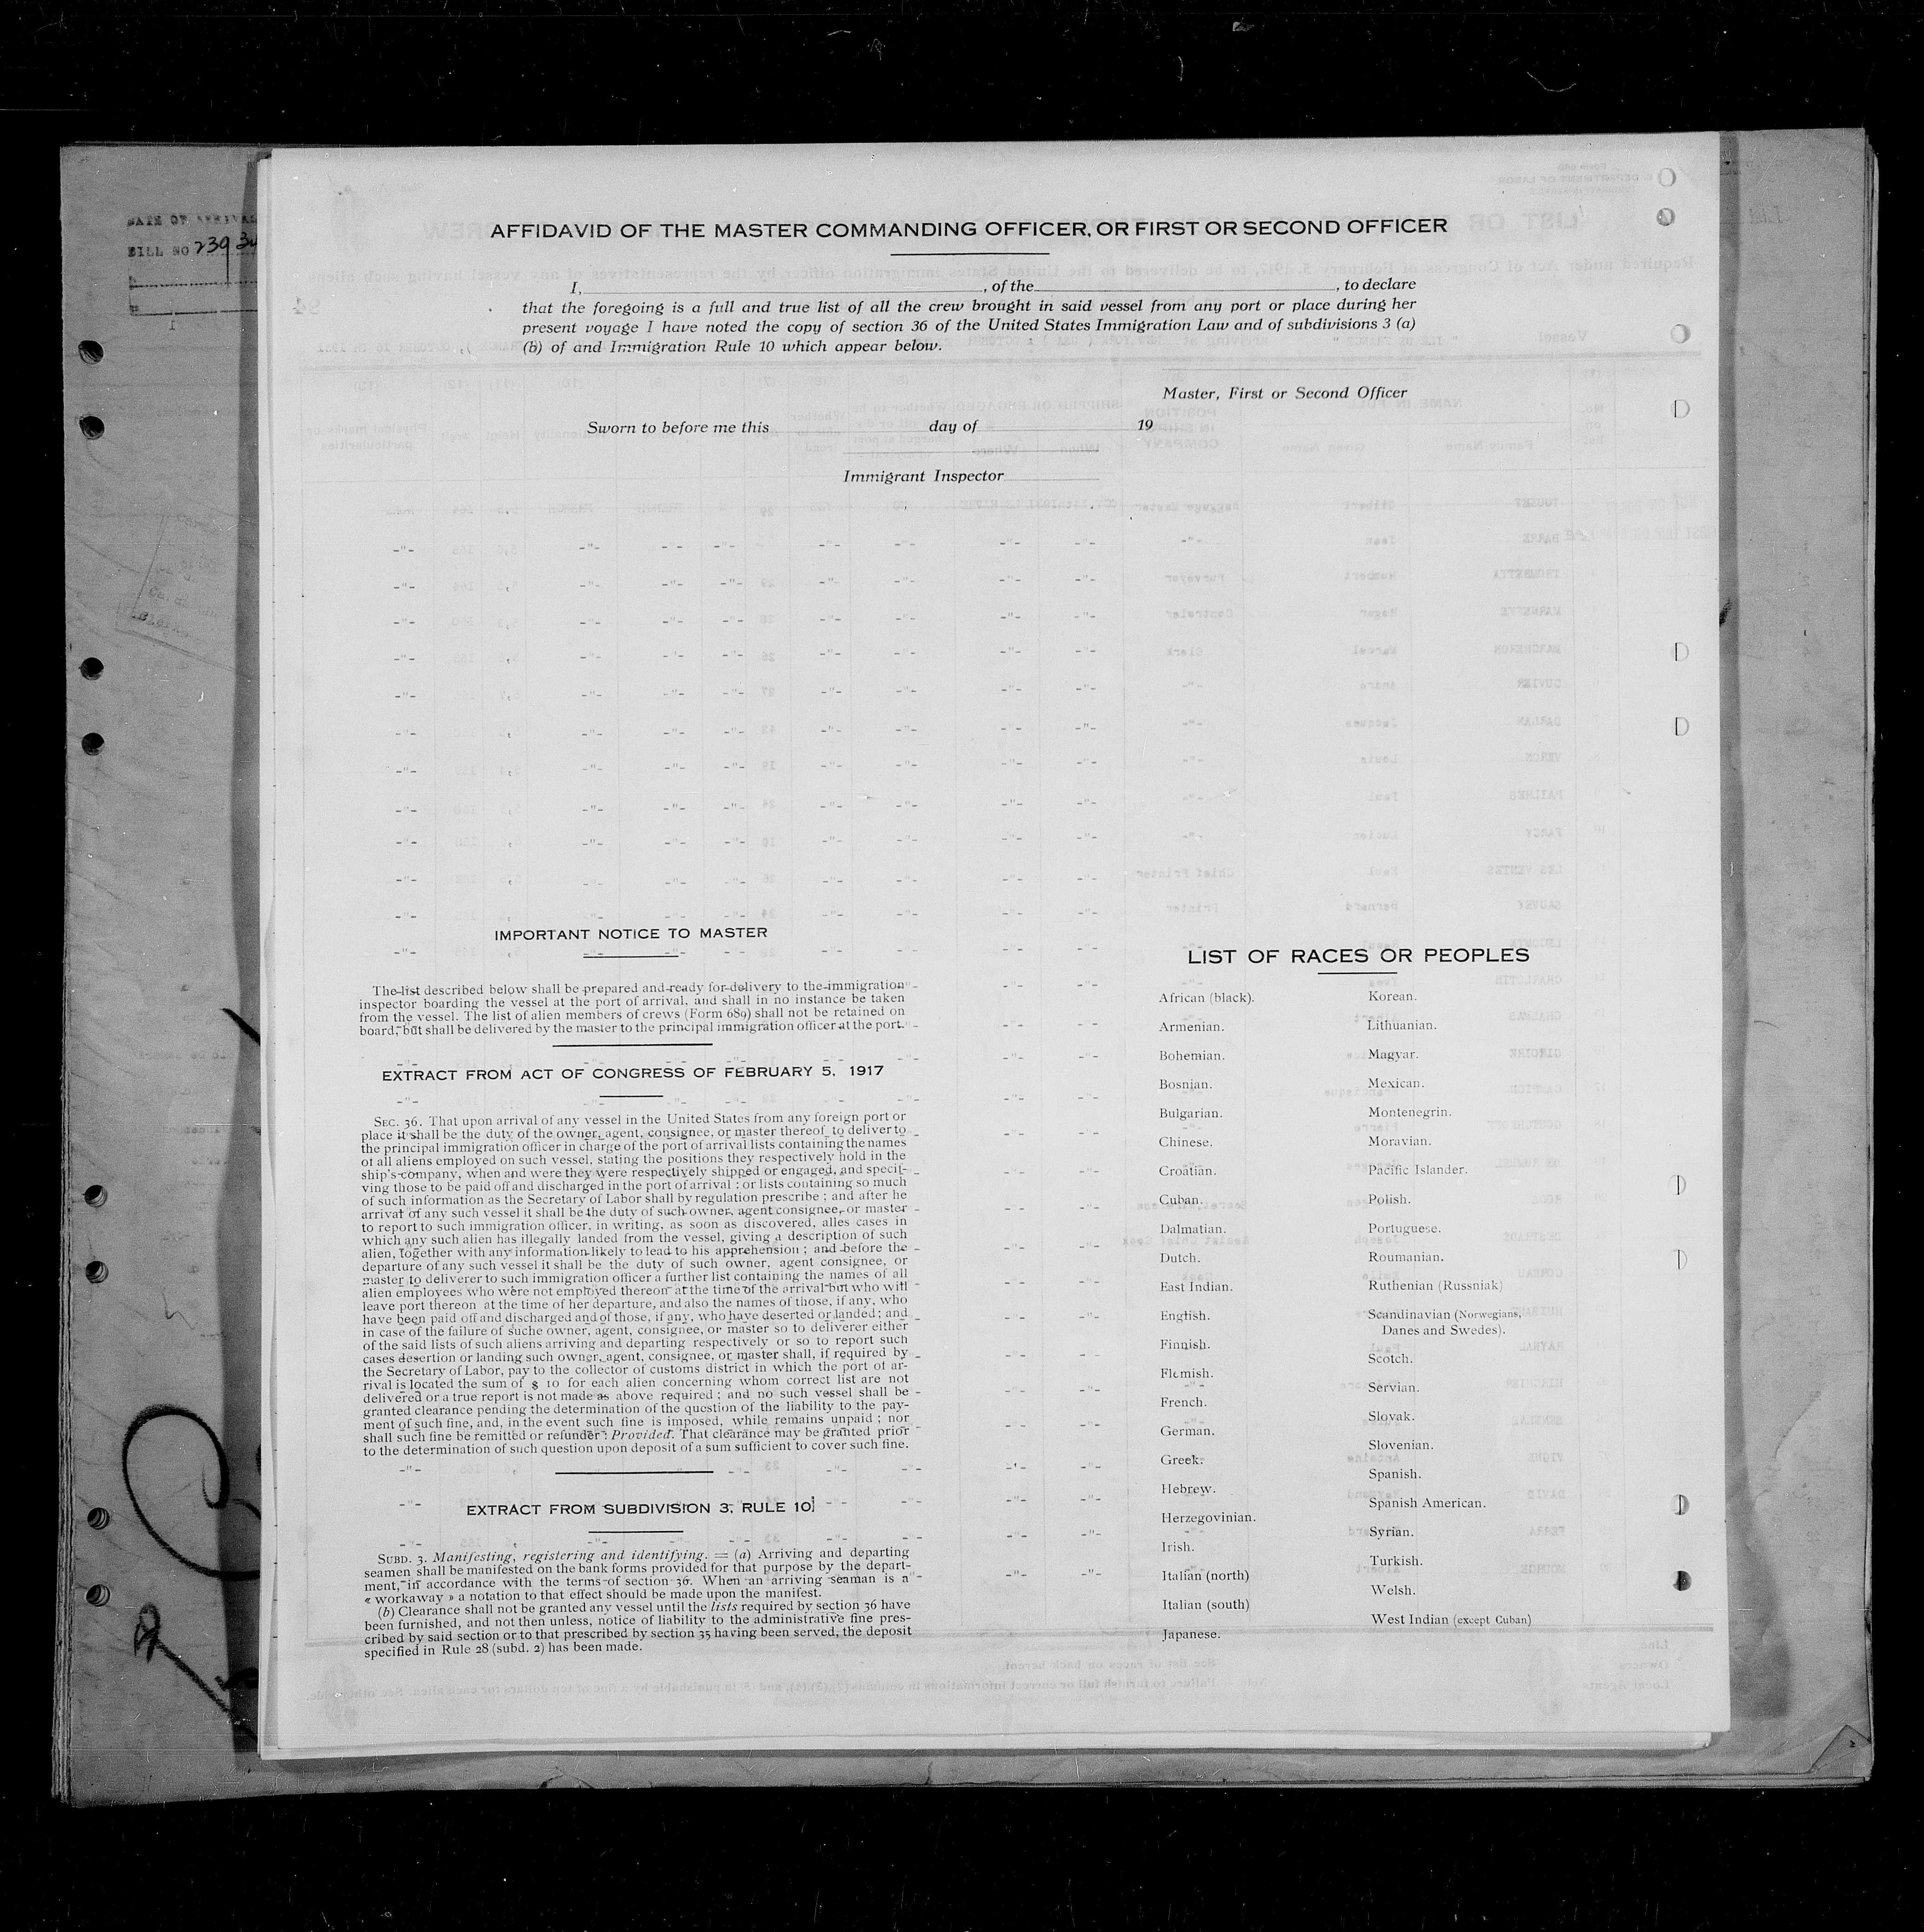 DATE OF ARRIVAL
BILL NO 239
AFFIDAVID OF THE MASTER COMMANDING OFFICER, OR FIRST OR SECOND OFFICER
I, , of the , to declare
that the foregoing is a full and true list of all the crew brought in said vessel from any port or place during her
present voyage I have noted the copy of section 36 of the United States Immigration Law and of subdivisions 3 (a)
(b) of and Immigration Rule 10 which appear below.
Master, First or Second Officer
Sworn to before me this day of 19
Immigrant Inspector
IMPORTANT NOTICE TO MASTER
The list described below shall be prepared and ready for delivery to the immigration
inspector boarding the vessel at the port of arrival, and shall in no instance be taken
from the vessel. The list of alien members of crews (Form 689) shall not be retained on
board, but shall be delivered by the master to the principal immigration officer at the port.
EXTRACT FROM ACT OF CONGRESS OF FEBRUARY 5, 1917
SEC. 36. That upon arrival of any vessel in the United States from any foreign port or
place it shall be the duty of the owner, agent, consignee, or master thereof to deliver to
the principal immigration officer in charge of the port of arrival lists containing the names
of all aliens employed on such vessel, stating the positions they respectively hold in the
ship's company, when and were they were respectively shipped or engaged, and specif-
ying those to be paid off and discharged in the port of arrival : or lists containing so much
of such information as the Secretary of Labor shall by regulation prescribe ; and after he
arrival of any such vessel it shall be the duty of such owner, agent consignee, or master
to report to such immigration officer, in writing, as soon as discovered, alles cases in
which any such alien has illegally landed from the vessel, giving a description of such
alien, together with any information likely to lead to his apprehension ; and before the
departure of any such vessel it shall be the duty of such owner, agent consignee, or
master to deliverer to such immigration officer a further list containing the names of all
alien employees who were not employed thereon at the time of the arrival but who will
leave port thereon at the time of her departure, and also the names of those, if any, who
have been paid off and discharged and of those, if any, who have deserted or landed ; and
in case of the failure of suche owner, agent, consignee, or master so to deliverer either
of the said lists of such aliens arriving and departing respectively or so to report such
cases desertion or landing such owner, agent, consignee, or master shall, if required by
the Secretary of Labor, pay to the collector of customs district in which the port of ar-
rival is located the sum of $ 10 for each alien concerning whom correct list are not
delivered or a true report is not made as above required ; and no such vessel shall be
granted clearance pending the determination of the question of the liability to the pay-
ment of such fine, and, in the event such fine is imposed, while remains unpaid ; nor
shall such fine be remitted or refunder : Provided. That clearance may be granted prior
to the determination of such question upon deposit of a sum sufficient to cover such fine.
EXTRACT FROM SUBDIVISION 3, RULE 10
SUBD. 3. Manifesting, registering and identifying. — (a) Arriving and departing
seamen shall be manifested on the bank forms provided for that purpose by the depart-
ment, in accordance with the terms of section 36. When an arriving seaman is a
« workaway » a notation to that effect should be made upon the manifest.
(b) Clearance shall not be granted any vessel until the lists required by section 36 have
been furnished, and not then unless, notice of liability to the administrative fine pres-
cribed by said section or to that prescribed by section 35 having been served, the deposit
specified in Rule 28 (subd. 2) has been made.
LIST OF RACES OR PEOPLES
African (black).
Armenian.
Bohemian.
Bosnian.
Bulgarian.
Chinese.
Croatian.
Cuban.
Dalmatian.
Dutch.
East Indian.
English.
Finnish.
Flemish.
French.
German.
Greek.
Hebrew.
Herzegovinian.
Irish.
Italian (north)
Italian (south)
Japanese.
Korean.
Lithuanian.
Magyar.
Mexican.
Montenegrin.
Moravian.
Pacific Islander.
Polish.
Portuguese.
Roumanian.
Ruthenian (Russniak)
Scandinavian (Norwegians,
Danes and Swedes).
Scotch.
Servian.
Slovak.
Slovenian.
Spanish.
Spanish American.
Syrian.
Turkish.
Welsh.
West Indian (except Cuban)